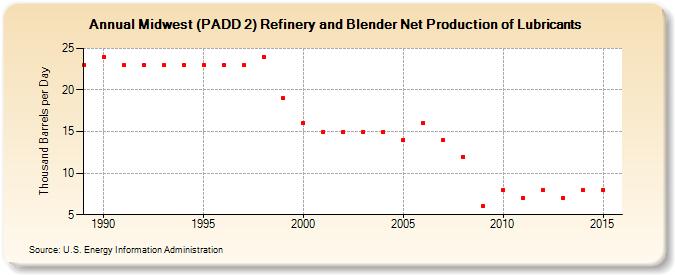 Annual Midwest (PADD 2) Refinery and Blender Net Production of Lubricants
Thousand Barrels per Day
25
20
15
10
5
1990 1995 2000 2005 2010 2015
Source: U.S. Energy Information Administration